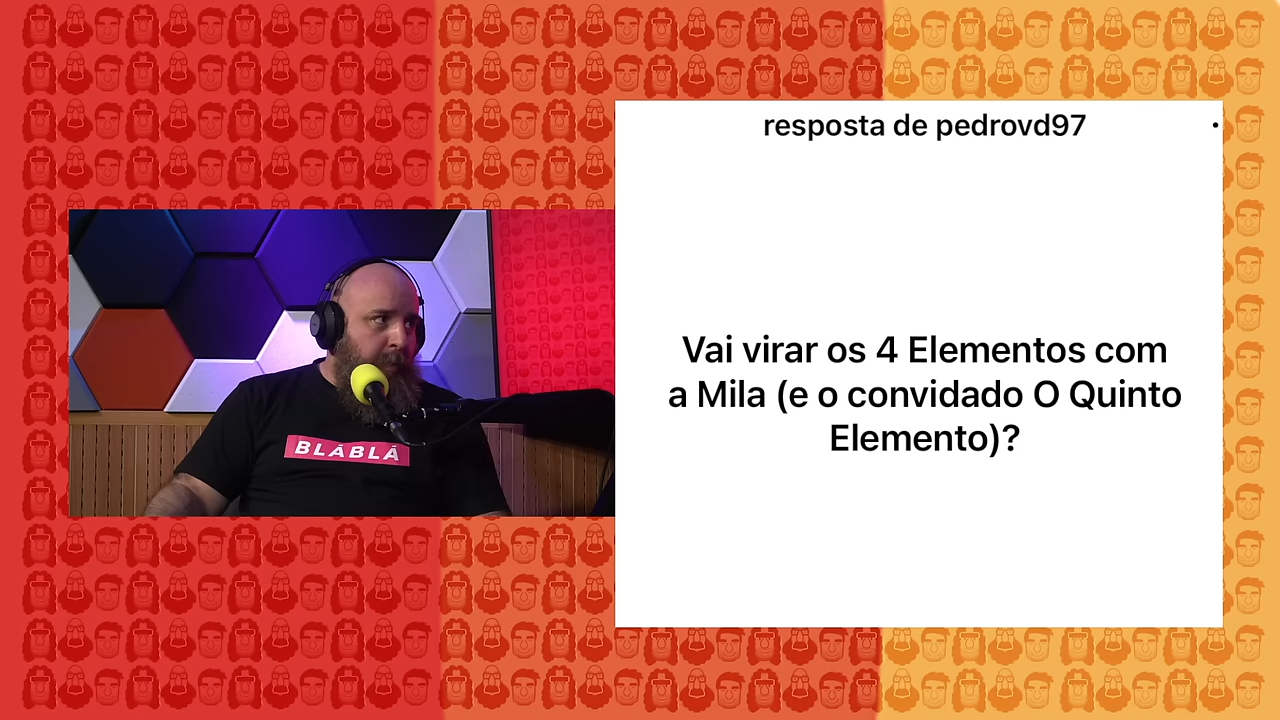 resposta de pedrovd97
Vai virar os 4 Elementos com
a Mila (e o convidado O Quinto
Elemento)?
BLÁBLÁ